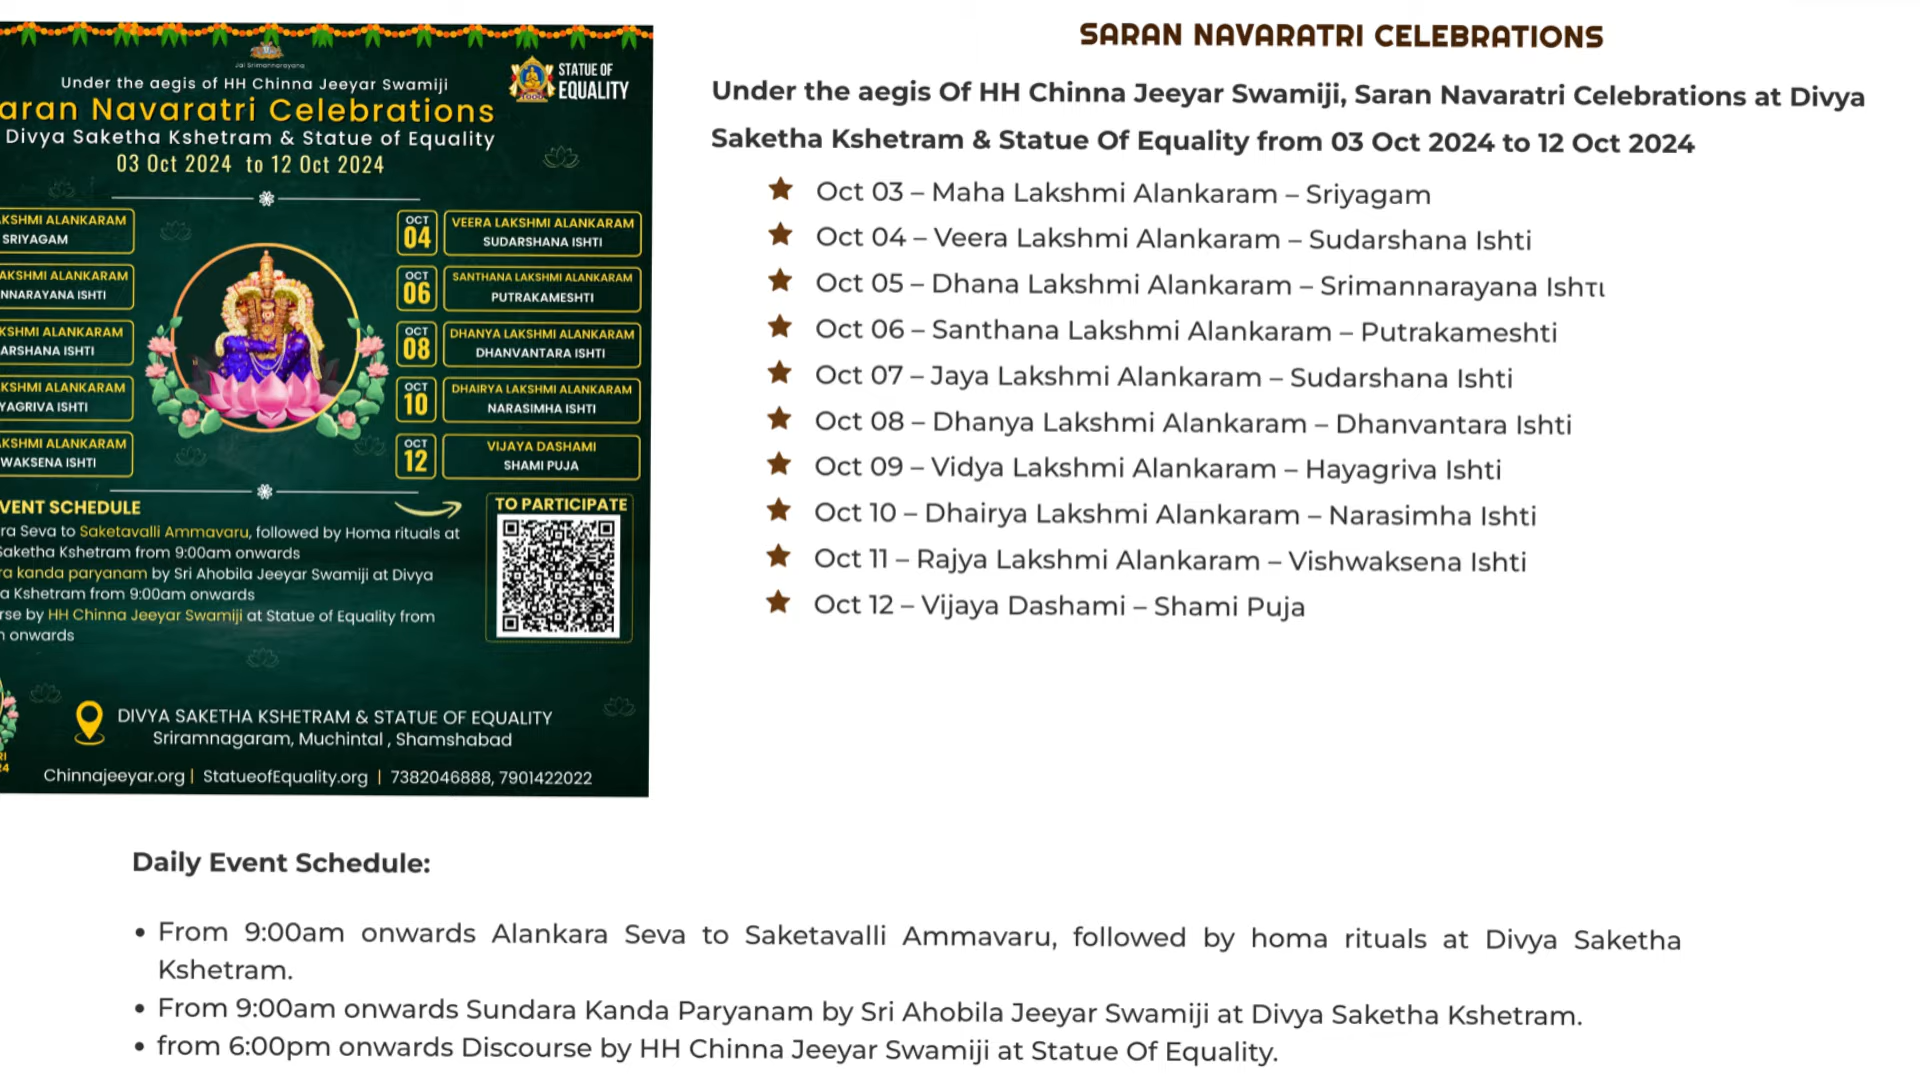 Jai Srimannarayana
Under the aegis of HH Chinna Jeeyar Swamiji
aran Navaratri Celebrations
Divya Saketha Kshetram & Statue of Equality
03 Oct 2024 to 12 Oct 2024
STATUE OF
EQUALITY
KSHMI ALANKARAM
SRIYAGAM
OCT
04
VEERA LAKSHMI ALANKARAM
SUDARSHANA ISHTI
AKSHMI ALANKARAM
NNARAYANA ISHTI
OCT
06
SANTHANA LAKSHMI ALANKARAM
PUTRAKAMESHTI
KSHMI ALANKARAM
ARSHANA ISHTI
OCT
08
DHANYA LAKSHMI ALANKARAM
DHANVANTARA ISHTI
KSHMI ALANKARAM
YAGRIVA ISHTI
OCT
10
DHAIRYA LAKSHMI ALANKARAM
NARASIMHA ISHTI
KSHMI ALANKARAM
WAKSENA ISHTI
OCT
12
VIJAYA DASHAMI
SHAMI PUJA
VENT SCHEDULE
ra Seva to Saketavalli Ammavaru, followed by Homa rituals at
Saketha Kshetram from 9:00am onwards
ra kanda paryanam by Sri Ahobila Jeeyar Swamiji at Divya
a Kshetram from 9:00am onwards
rse by HH Chinna Jeeyar Swamiji at Statue of Equality from
n onwards
TO PARTICIPATE
RI
24
DIVYA SAKETHA KSHETRAM & STATUE OF EQUALITY
Sriramnagaram, Muchintal , Shamshabad
Chinnajeeyar.org | StatueofEquality.org | 7382046888, 7901422022
SARAN NAVARATRI CELEBRATIONS
Under the aegis Of HH Chinna Jeeyar Swamiji, Saran Navaratri Celebrations at Divya
Saketha Kshetram & Statue Of Equality from 03 Oct 2024 to 12 Oct 2024
Oct 03 – Maha Lakshmi Alankaram – Sriyagam
Oct 04 – Veera Lakshmi Alankaram – Sudarshana Ishti
Oct 05 – Dhana Lakshmi Alankaram – Srimannarayana Ishti
Oct 06 – Santhana Lakshmi Alankaram – Putrakameshti
Oct 07 – Jaya Lakshmi Alankaram – Sudarshana Ishti
Oct 08 – Dhanya Lakshmi Alankaram – Dhanvantara Ishti
Oct 09 – Vidya Lakshmi Alankaram – Hayagriva Ishti
Oct 10 – Dhairya Lakshmi Alankaram – Narasimha Ishti
Oct 11 – Rajya Lakshmi Alankaram – Vishwaksena Ishti
Oct 12 – Vijaya Dashami – Shami Puja
Daily Event Schedule:
From 9:00am onwards Alankara Seva to Saketavalli Ammavaru, followed by homa rituals at Divya Saketha
Kshetram.
From 9:00am onwards Sundara Kanda Paryanam by Sri Ahobila Jeeyar Swamiji at Divya Saketha Kshetram.
from 6:00pm onwards Discourse by HH Chinna Jeeyar Swamiji at Statue Of Equality.